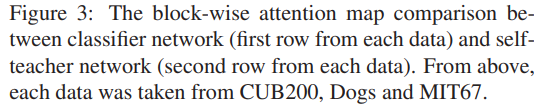 Figure 3: The block-wise attention map comparison be-
tween classifier network (first row from each data) and self-
teacher network (second row from each data). From above,
each data was taken from CUB200, Dogs and MIT67.